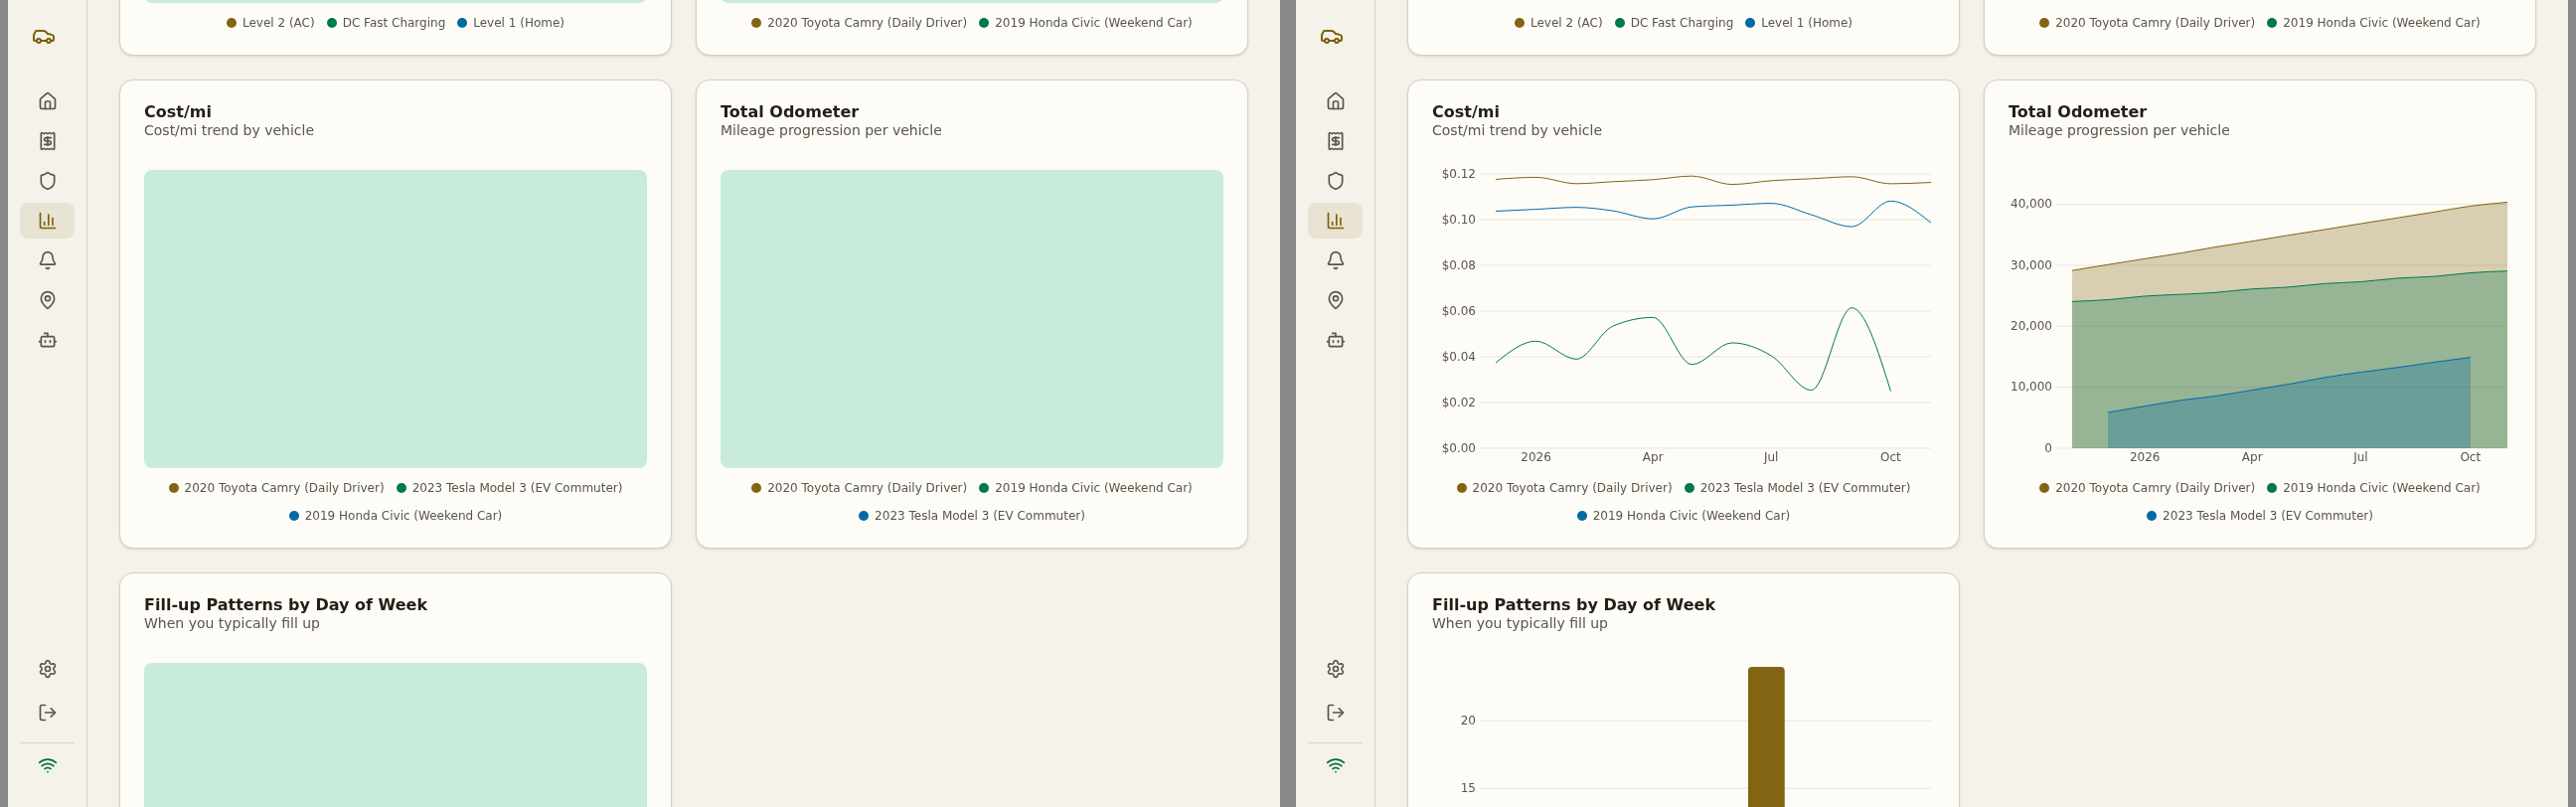 Level 2 (AC) DC Fast Charging Level 1 (Home)
2020 Toyota Camry (Daily Driver) 2019 Honda Civic (Weekend Car)
Cost/mi
Cost/mi trend by vehicle
2020 Toyota Camry (Daily Driver) 2023 Tesla Model 3 (EV Commuter)
2019 Honda Civic (Weekend Car)
Total Odometer
Mileage progression per vehicle
2020 Toyota Camry (Daily Driver) 2019 Honda Civic (Weekend Car)
2023 Tesla Model 3 (EV Commuter)
Fill-up Patterns by Day of Week
When you typically fill up
Level 2 (AC) DC Fast Charging Level 1 (Home)
2020 Toyota Camry (Daily Driver) 2019 Honda Civic (Weekend Car)
Cost/mi
Cost/mi trend by vehicle
$0.12
$0.10
$0.08
$0.06
$0.04
$0.02
$0.00
2026 Apr Jul Oct
2020 Toyota Camry (Daily Driver) 2023 Tesla Model 3 (EV Commuter)
2019 Honda Civic (Weekend Car)
Total Odometer
Mileage progression per vehicle
40,000
30,000
20,000
10,000
0
2026 Apr Jul Oct
2020 Toyota Camry (Daily Driver) 2019 Honda Civic (Weekend Car)
2023 Tesla Model 3 (EV Commuter)
Fill-up Patterns by Day of Week
When you typically fill up
20
15